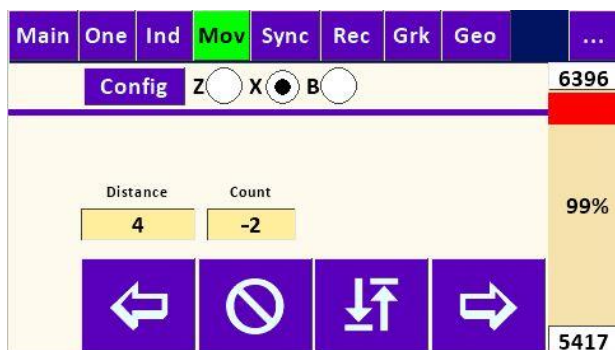 Main One Ind Mov Sync Rec Grk Geo ...
Config Z X B 6396
99%
Distance Count
4 -2
5417